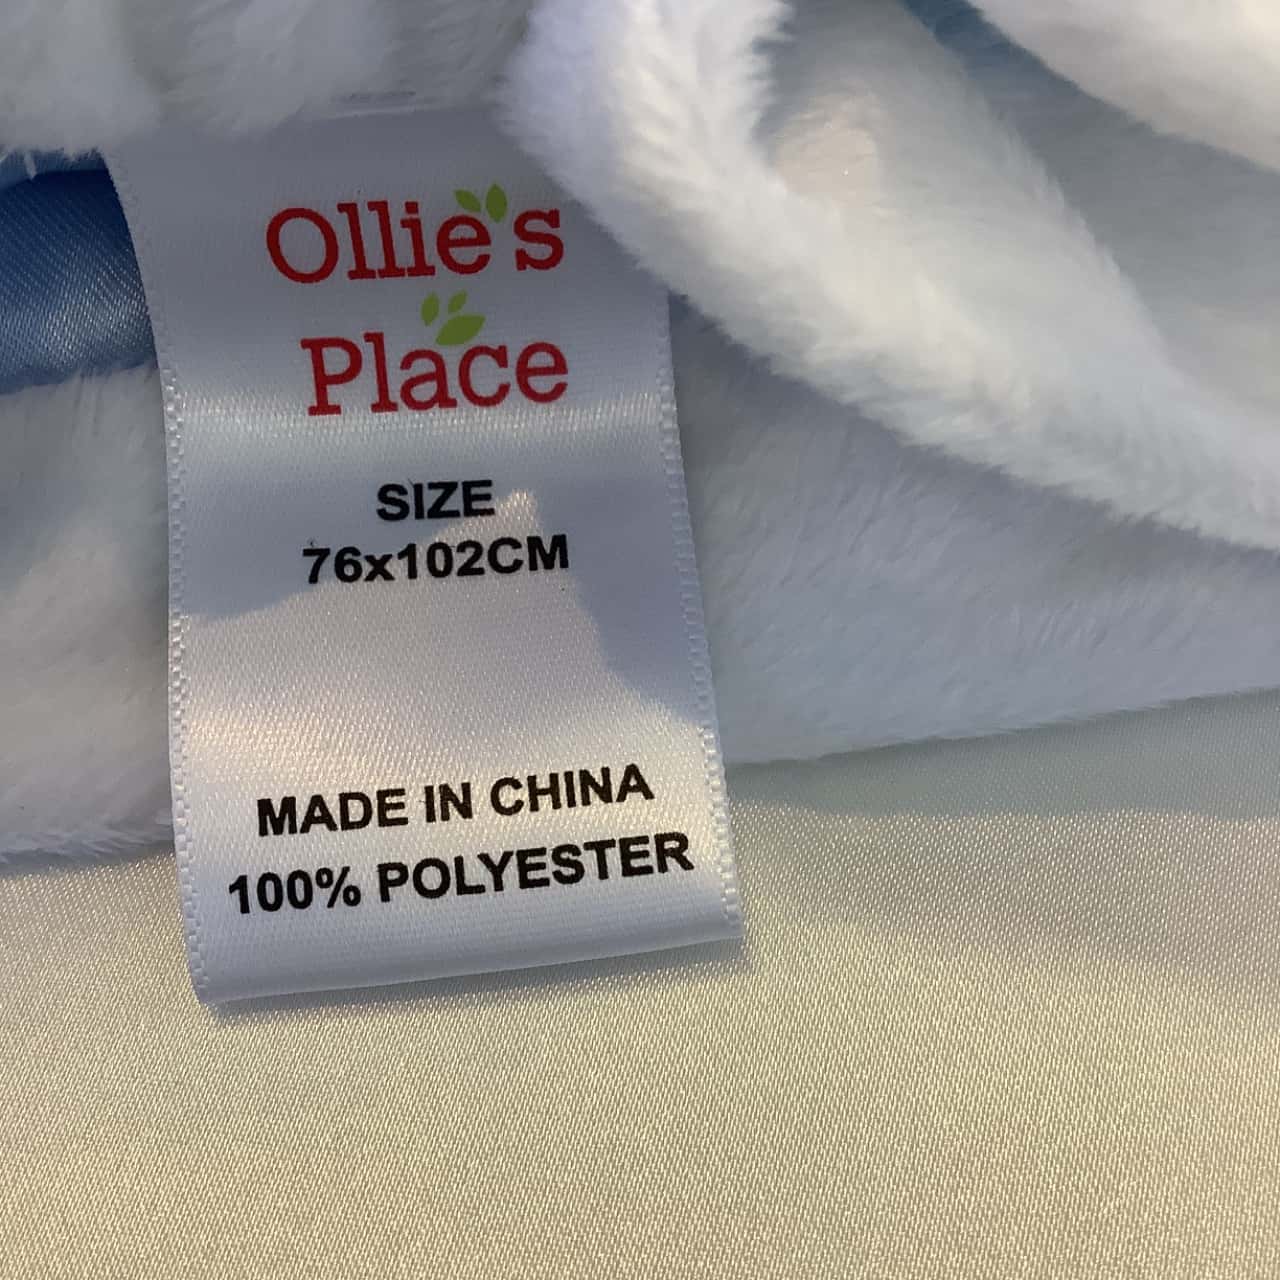 Ollie's
Place
SIZE
76x102CM
MADE IN CHINA
100% POLYESTER